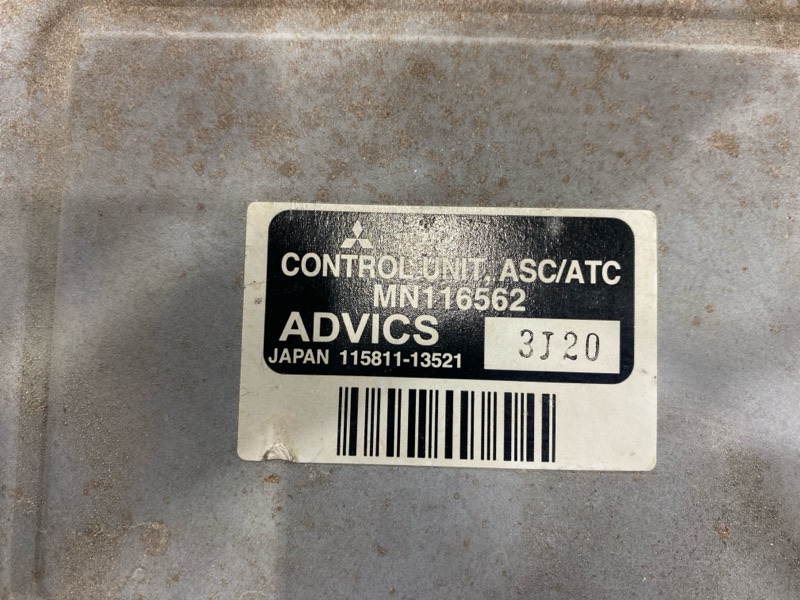 CONTROL UNIT, ASC/ATC
MN116562
ADVICS
3J20
JAPAN 115811-13521